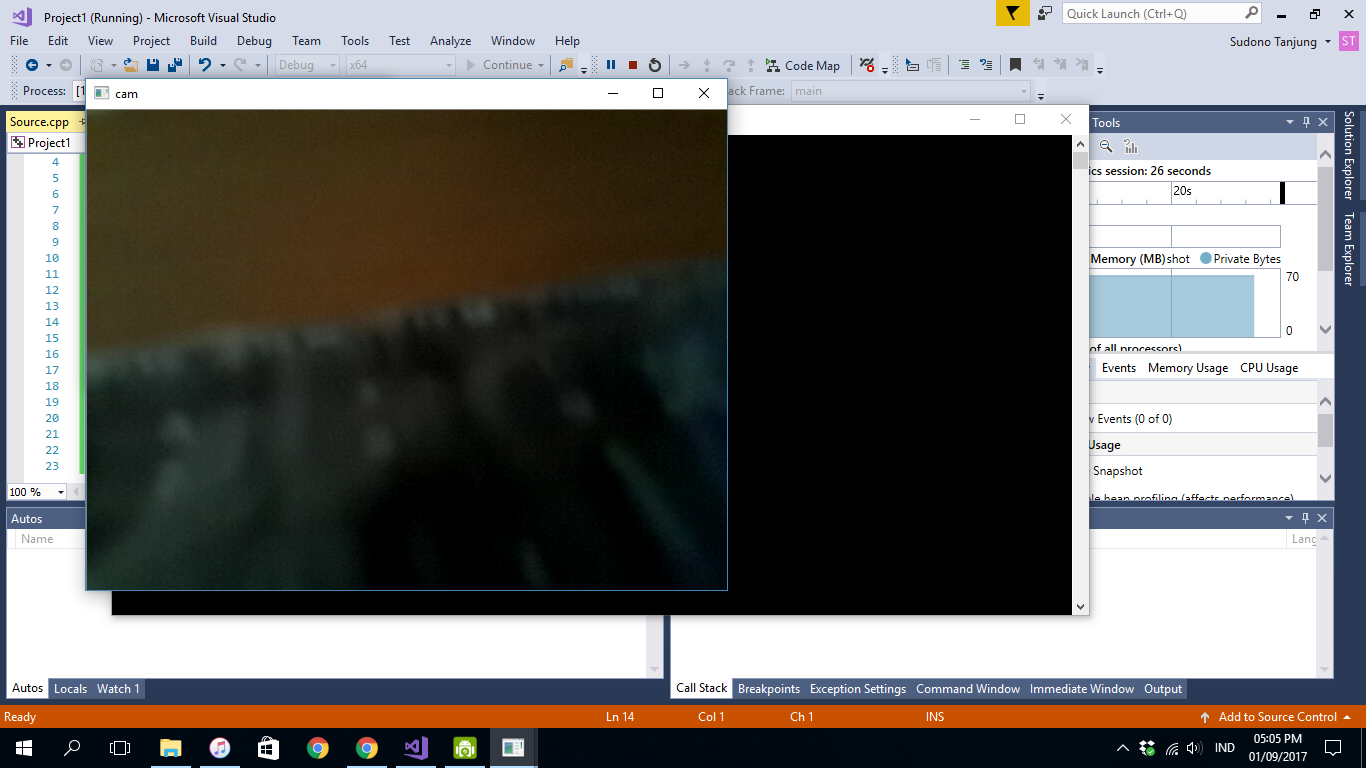 Project1 (Running) - Microsoft Visual Studio
Quick Launch (Ctrl+Q)
File Edit View Project Build Debug Team Tools Test Analyze Window Help
Sudono Tanjung ST
Debug x64 Continue Code Map
Process: [1 ack Frame: main
cam
Source.cpp
Tools
Project1
4
5
6
7
8
9
10
11
12
13
14
15
16
17
18
19
20
21
22
23
ics session: 26 seconds
20s
Memory (MB) shot Private Bytes
70
0
of all processors)
Events Memory Usage CPU Usage
w Events (0 of 0)
Usage
Snapshot
le heap profiling (affects performance)
Solution Explorer
Team Explorer
100 %
Autos
Name
Lang
Autos Locals Watch 1
Call Stack Breakpoints Exception Settings Command Window Immediate Window Output
Ready Ln 14 Col 1 Ch 1 INS Add to Source Control
IND
05:05 PM
01/09/2017